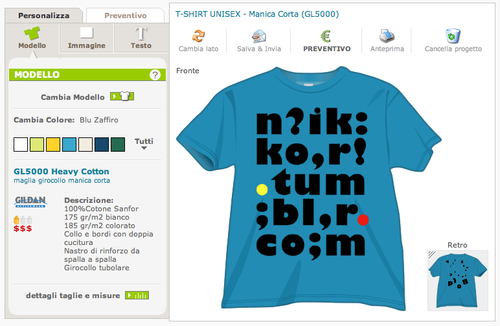 Personalizza
Preventivo
Modello
Immagine
Testo
MODELLO
?
Cambia Modello
Cambia Colore: Blu Zaffiro
Tutti
GL5000 Heavy Cotton
maglia girocollo manica corta
GILDAN
$$$
Descrizione:
100%Cotone Sanfor
175 gr/m2 bianco
185 gr/m2 colorato
Collo e bordi con doppia
cucitura
Nastro di rinforzo da
spalla a spalla
Girocollo tubolare
dettagli taglie e misure
T-SHIRT UNISEX - Manica Corta (GL5000)
Cambia lato
Salva & Invia
PREVENTIVO
Anteprima
Cancella progetto
Fronte
n?ik:
ko,r!
.tum
;bl,r.
co;m
Retro